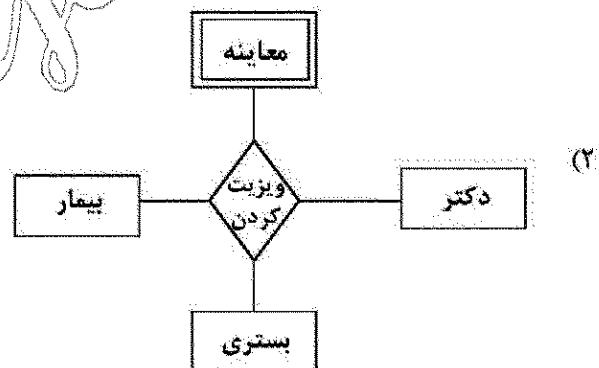 معاینه
(۲
دکتر
ویزیت
کردن
بیمار
بستری